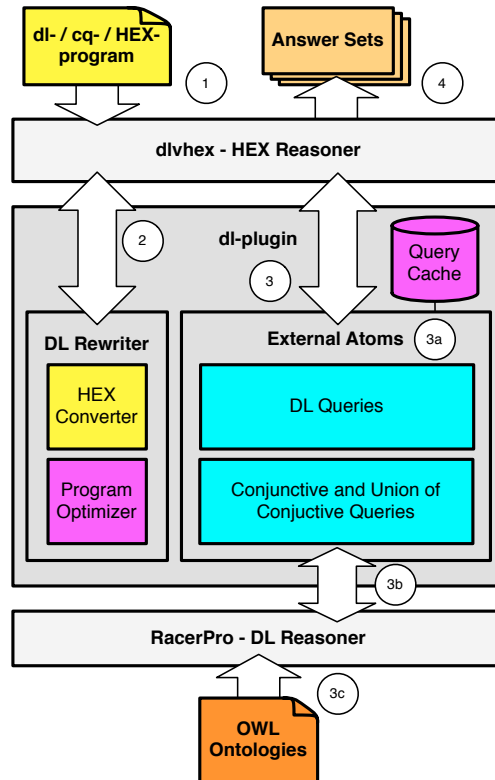 dl- / cq- / HEX-
program
Answer Sets
1
4
dlvhex - HEX Reasoner
2
dl-plugin
3
Query
Cache
DL Rewriter
External Atoms
3a
HEX
Converter
DL Queries
Program
Optimizer
Conjunctive and Union of
Conjuctive Queries
3b
RacerPro - DL Reasoner
3c
OWL
Ontologies